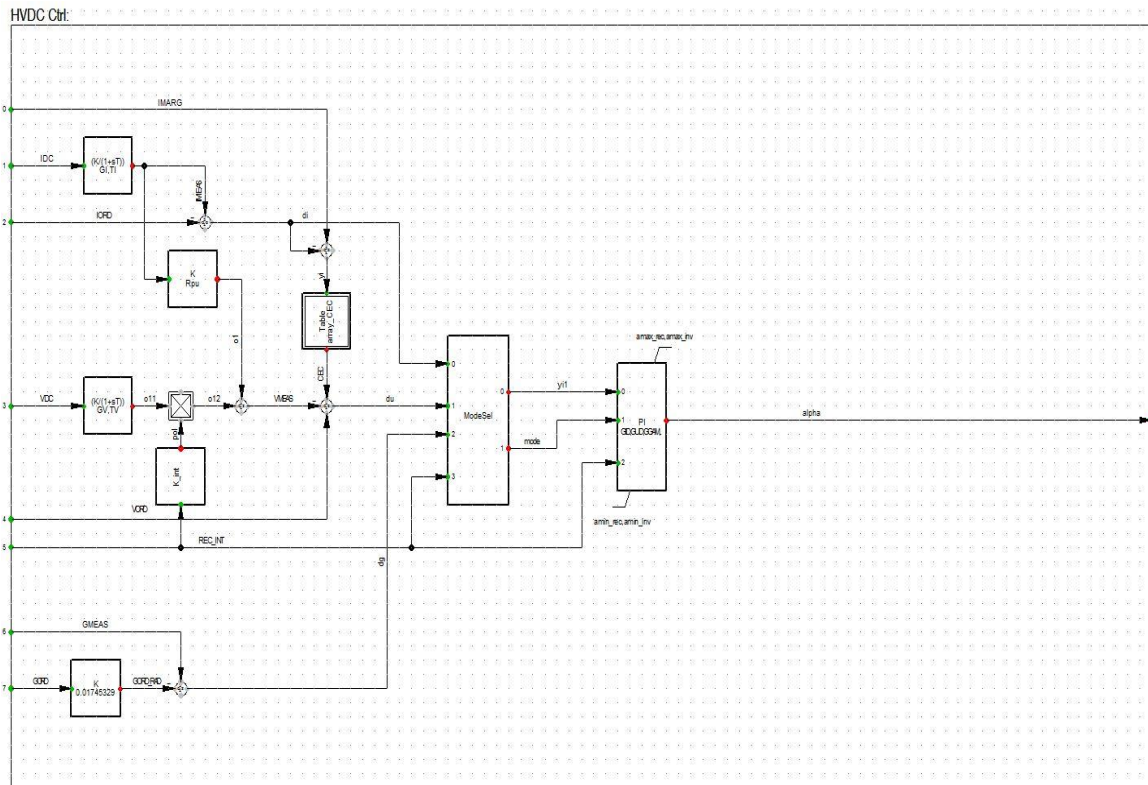 HVDC Ctrl:
0
IMARG
1
IDC
(K/(1+sT))
GI,TI
IMEAS
2
IORD
di
-
-
K
Rpu
yi
o1
Table
array_CEC
CEC
amax_rec,amax_inv
3
VDC
(K/(1+sT))
GV,TV
o11
o12
VMEAS
-
du
0
1
2
3
ModeSel
0
1
yi1
mode
0
1
2
PI
alpha
pol
K_int
4
VORD
amin_rec,amin_inv
5
REC_INT
dg
6
GMEAS
7
GORD
K
0.01745329
GORD_RAD
-